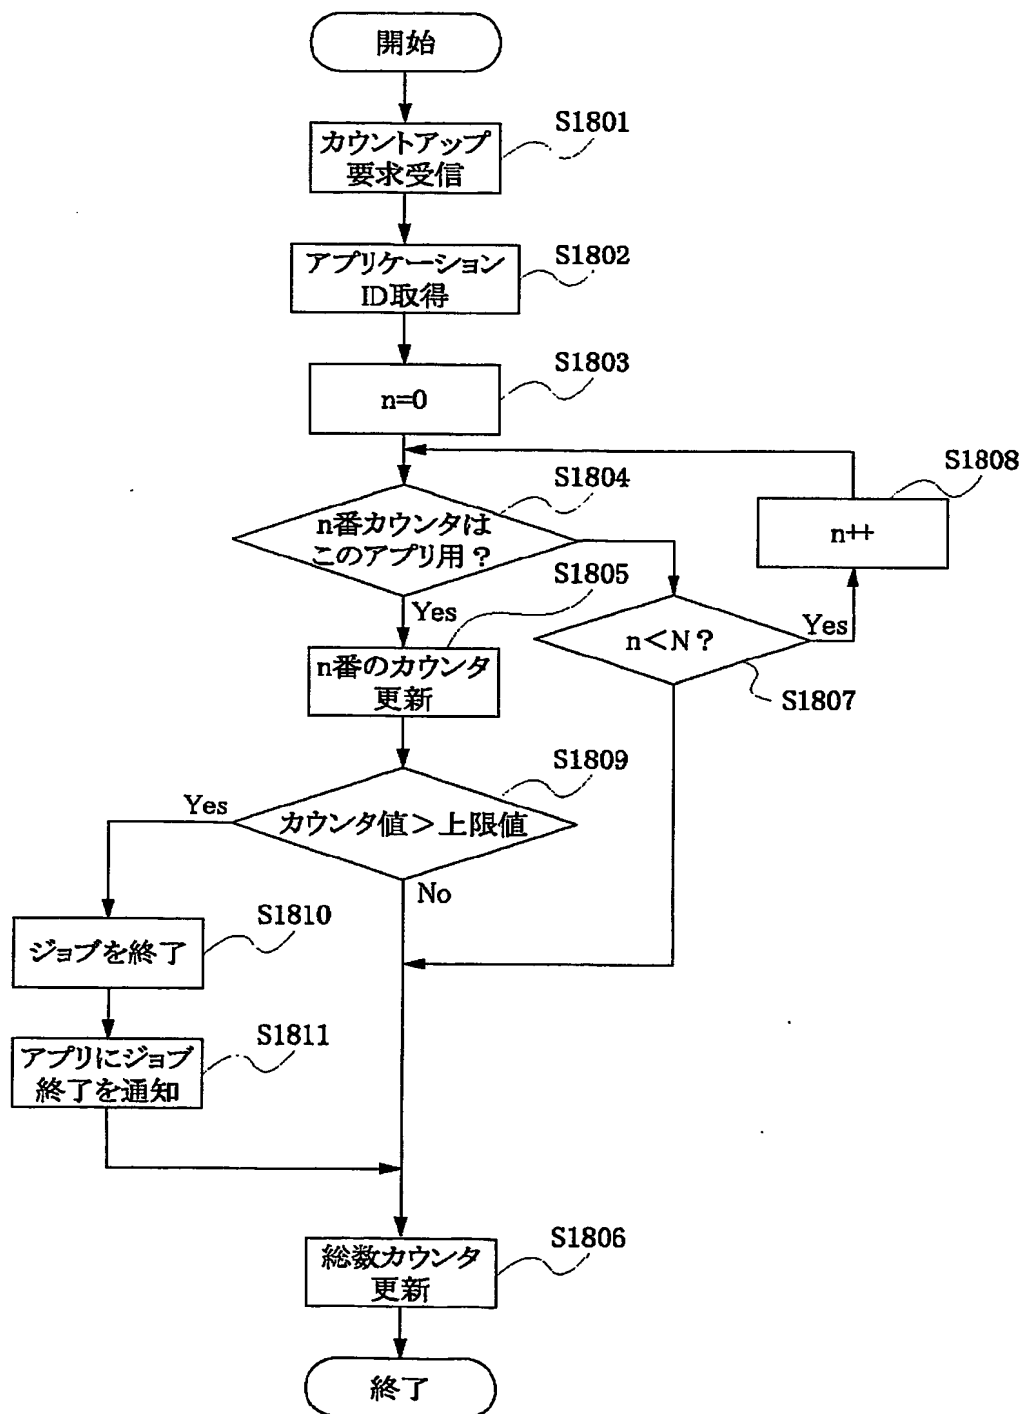 開始
S1801
カウントアップ
要求受信
S1802
アプリケーション
ID取得
S1803
n=0
S1808
n++
S1804
n番カウンタは
このアプリ用?
S1805
Yes
n<N?
Yes
S1807
n番のカウンタ
更新
S1809
Yes
カウンタ値>上限値
No
S1810
ジョブを終了
S1811
アプリにジョブ
終了を通知
S1806
総数カウンタ
更新
終了